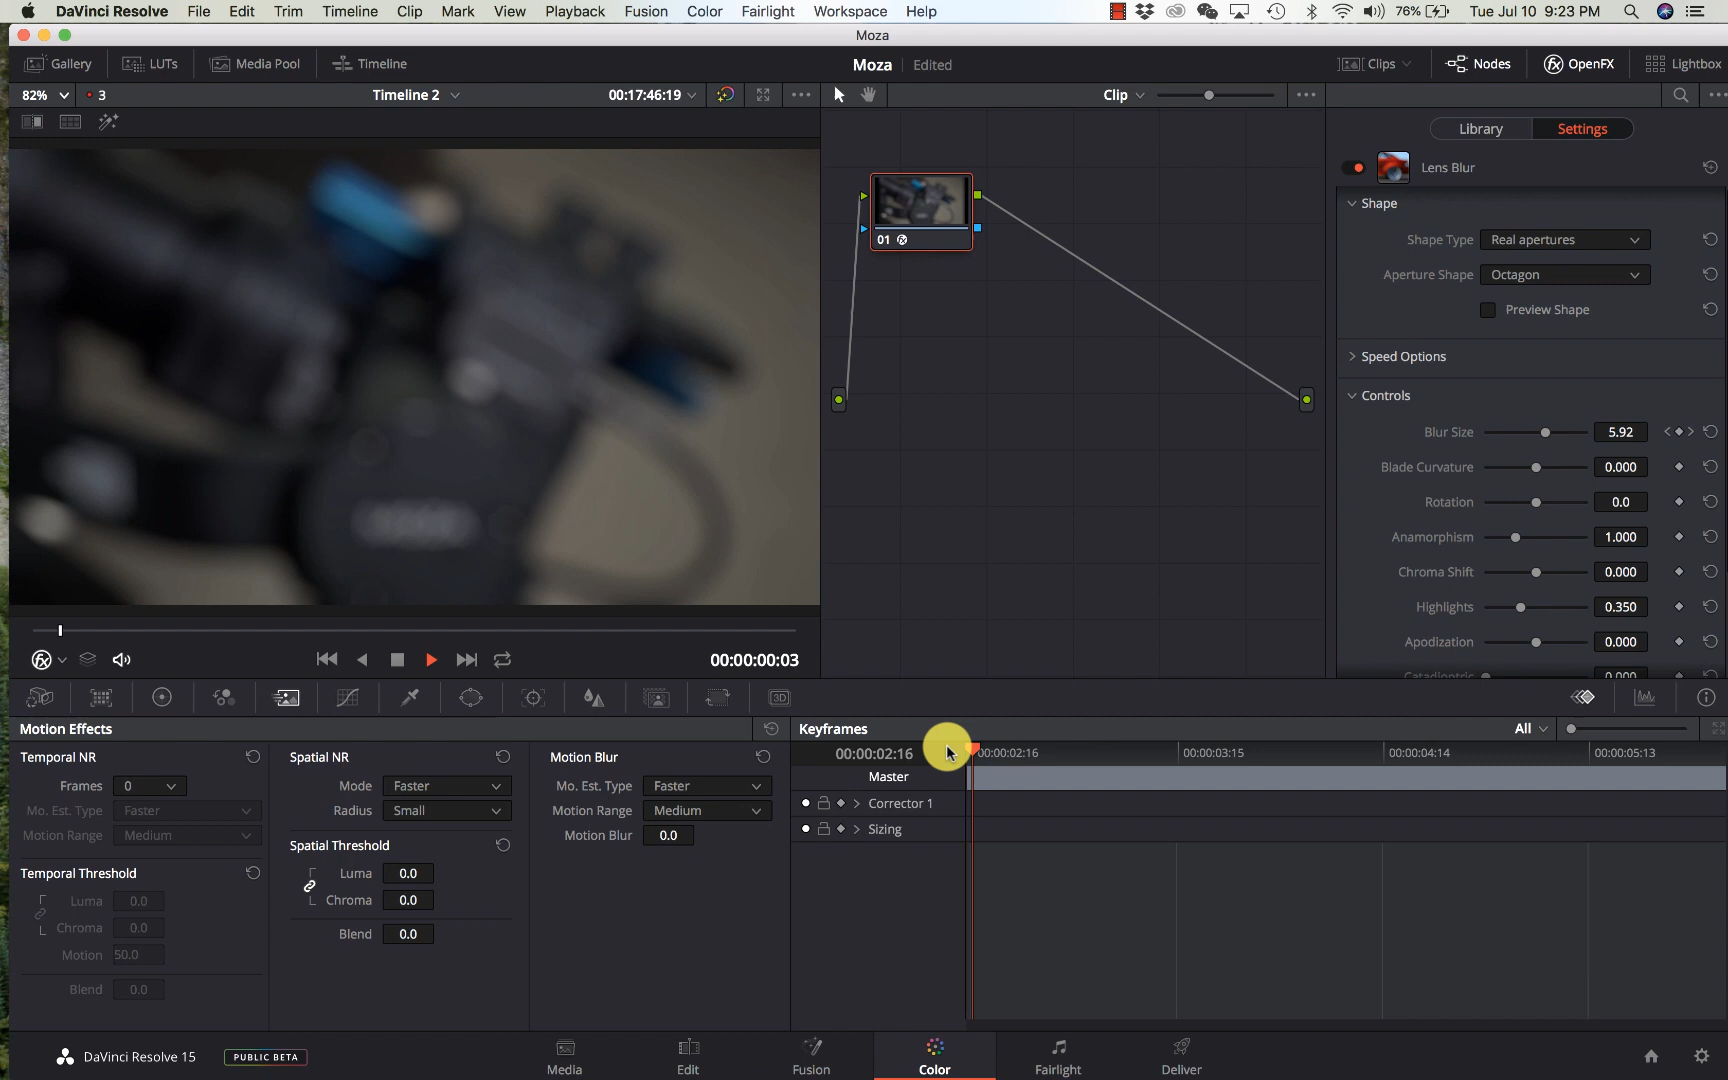 DaVinci Resolve File Edit Trim Timeline Clip Mark View Playback Fusion Color Fairlight Workspace Help 76% Tue Jul 10 9:23 PM
Moza
Gallery LUTs Media Pool Timeline Moza Edited Clips Nodes OpenFX Lightbox
82% 3 Timeline 2 00:17:46:19 Clip
Library Settings
Lens Blur
Shape
Shape Type Real apertures
Aperture Shape Octagon
Preview Shape
Speed Options
Controls
Blur Size 5.92
Blade Curvature 0.000
Rotation 0.0
Anamorphism 1.000
Chroma Shift 0.000
Highlights 0.350
Apodization 0.000
Catadioptric 0.000
01
00:00:00:03
3D
Motion Effects
Temporal NR
Frames 0
Mo. Est. Type Faster
Motion Range Medium
Temporal Threshold
Luma 0.0
Chroma 0.0
Motion 50.0
Blend 0.0
Spatial NR
Mode Faster
Radius Small
Spatial Threshold
Luma 0.0
Chroma 0.0
Blend 0.0
Motion Blur
Mo. Est. Type Faster
Motion Range Medium
Motion Blur 0.0
Keyframes All
00:00:02:16 00:00:02:16 00:00:03:15 00:00:04:14 00:00:05:13
Master
Corrector 1
Sizing
DaVinci Resolve 15 PUBLIC BETA Media Edit Fusion Color Fairlight Deliver